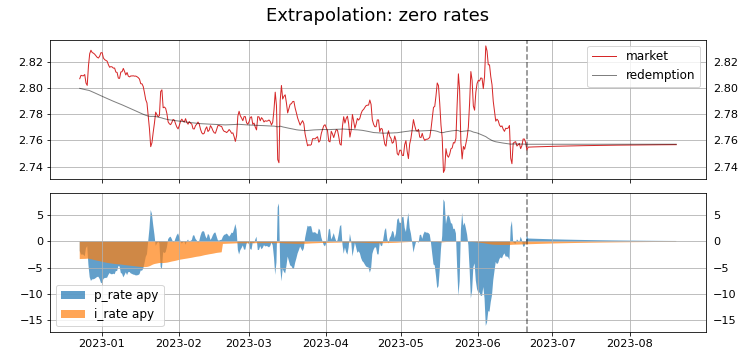 Extrapolation: zero rates
2.82 2.82
2.80 2.80
2.78 2.78
2.76 2.76
2.74 2.74
market
redemption
5 5
0 0
−5 −5
−10 −10
−15 −15
p_rate apy
i_rate apy
2023-01 2023-02 2023-03 2023-04 2023-05 2023-06 2023-07 2023-08